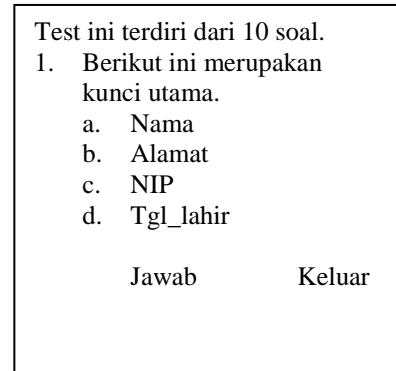 Test ini terdiri dari 10 soal.
1. Berikut ini merupakan
kunci utama.
a. Nama
b. Alamat
c. NIP
d. Tgl_lahir
Jawab Keluar